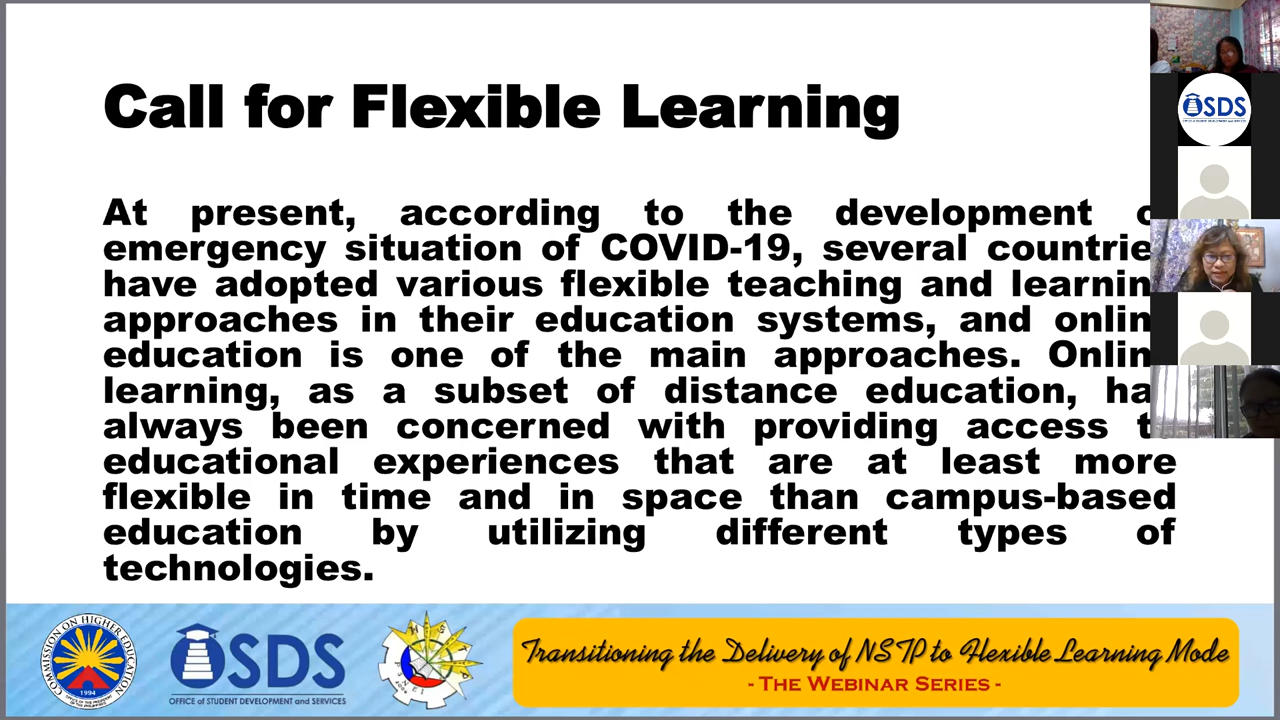 Call for Flexible Learning
At present, according to the development
emergency situation of COVID-19, several countrie
have adopted various flexible teaching and learnin
approaches in their education systems, and onlin
education is one of the main approaches. Onlin
learning, as a subset of distance education, ha
always been concerned with providing access t
educational experiences that are at least more
flexible in time and in space than campus-based
education by utilizing different types of
technologies.
OSDS
COMMISSION ON HIGHER EDUCATION
1994
OSDS
OFFICE of STUDENT DEVELOPMENT and SERVICES
Transitioning the Delivery of NSTP to Flexible Learning Mode
- THE WEBINAR SERIES -